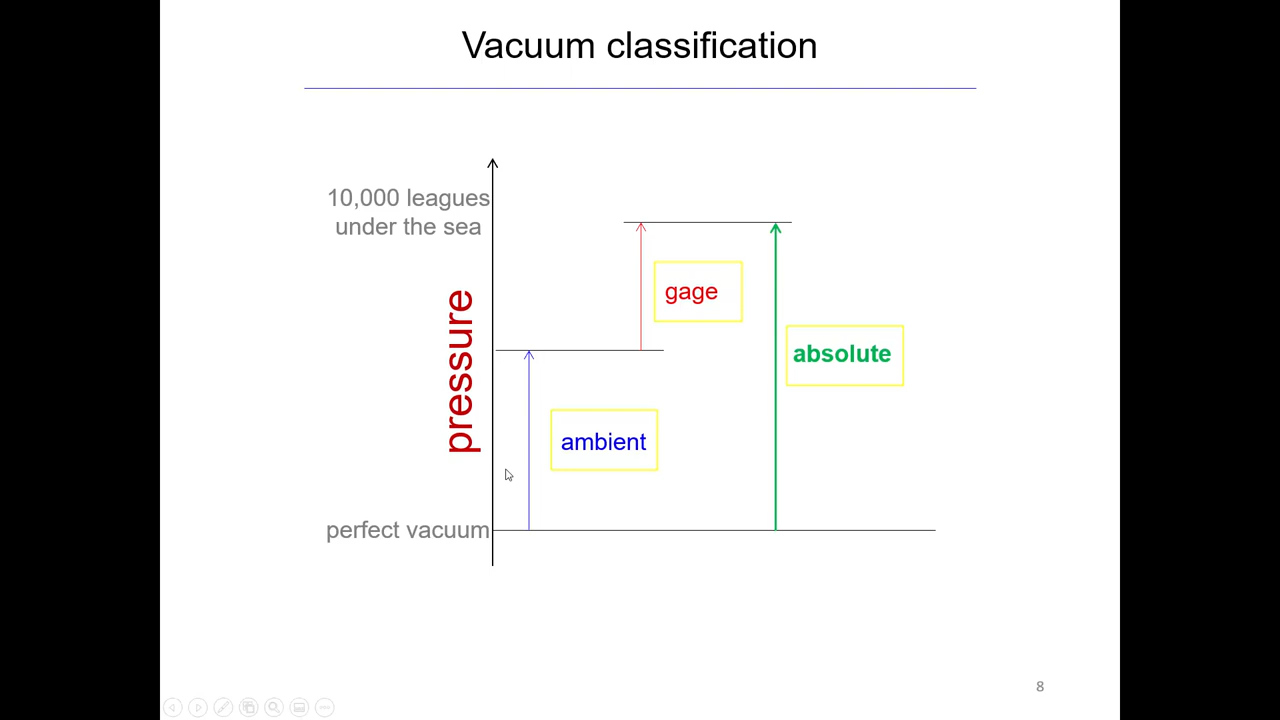 Vacuum classification
10,000 leagues
under the sea
gage
pressure
absolute
ambient
perfect vacuum
8